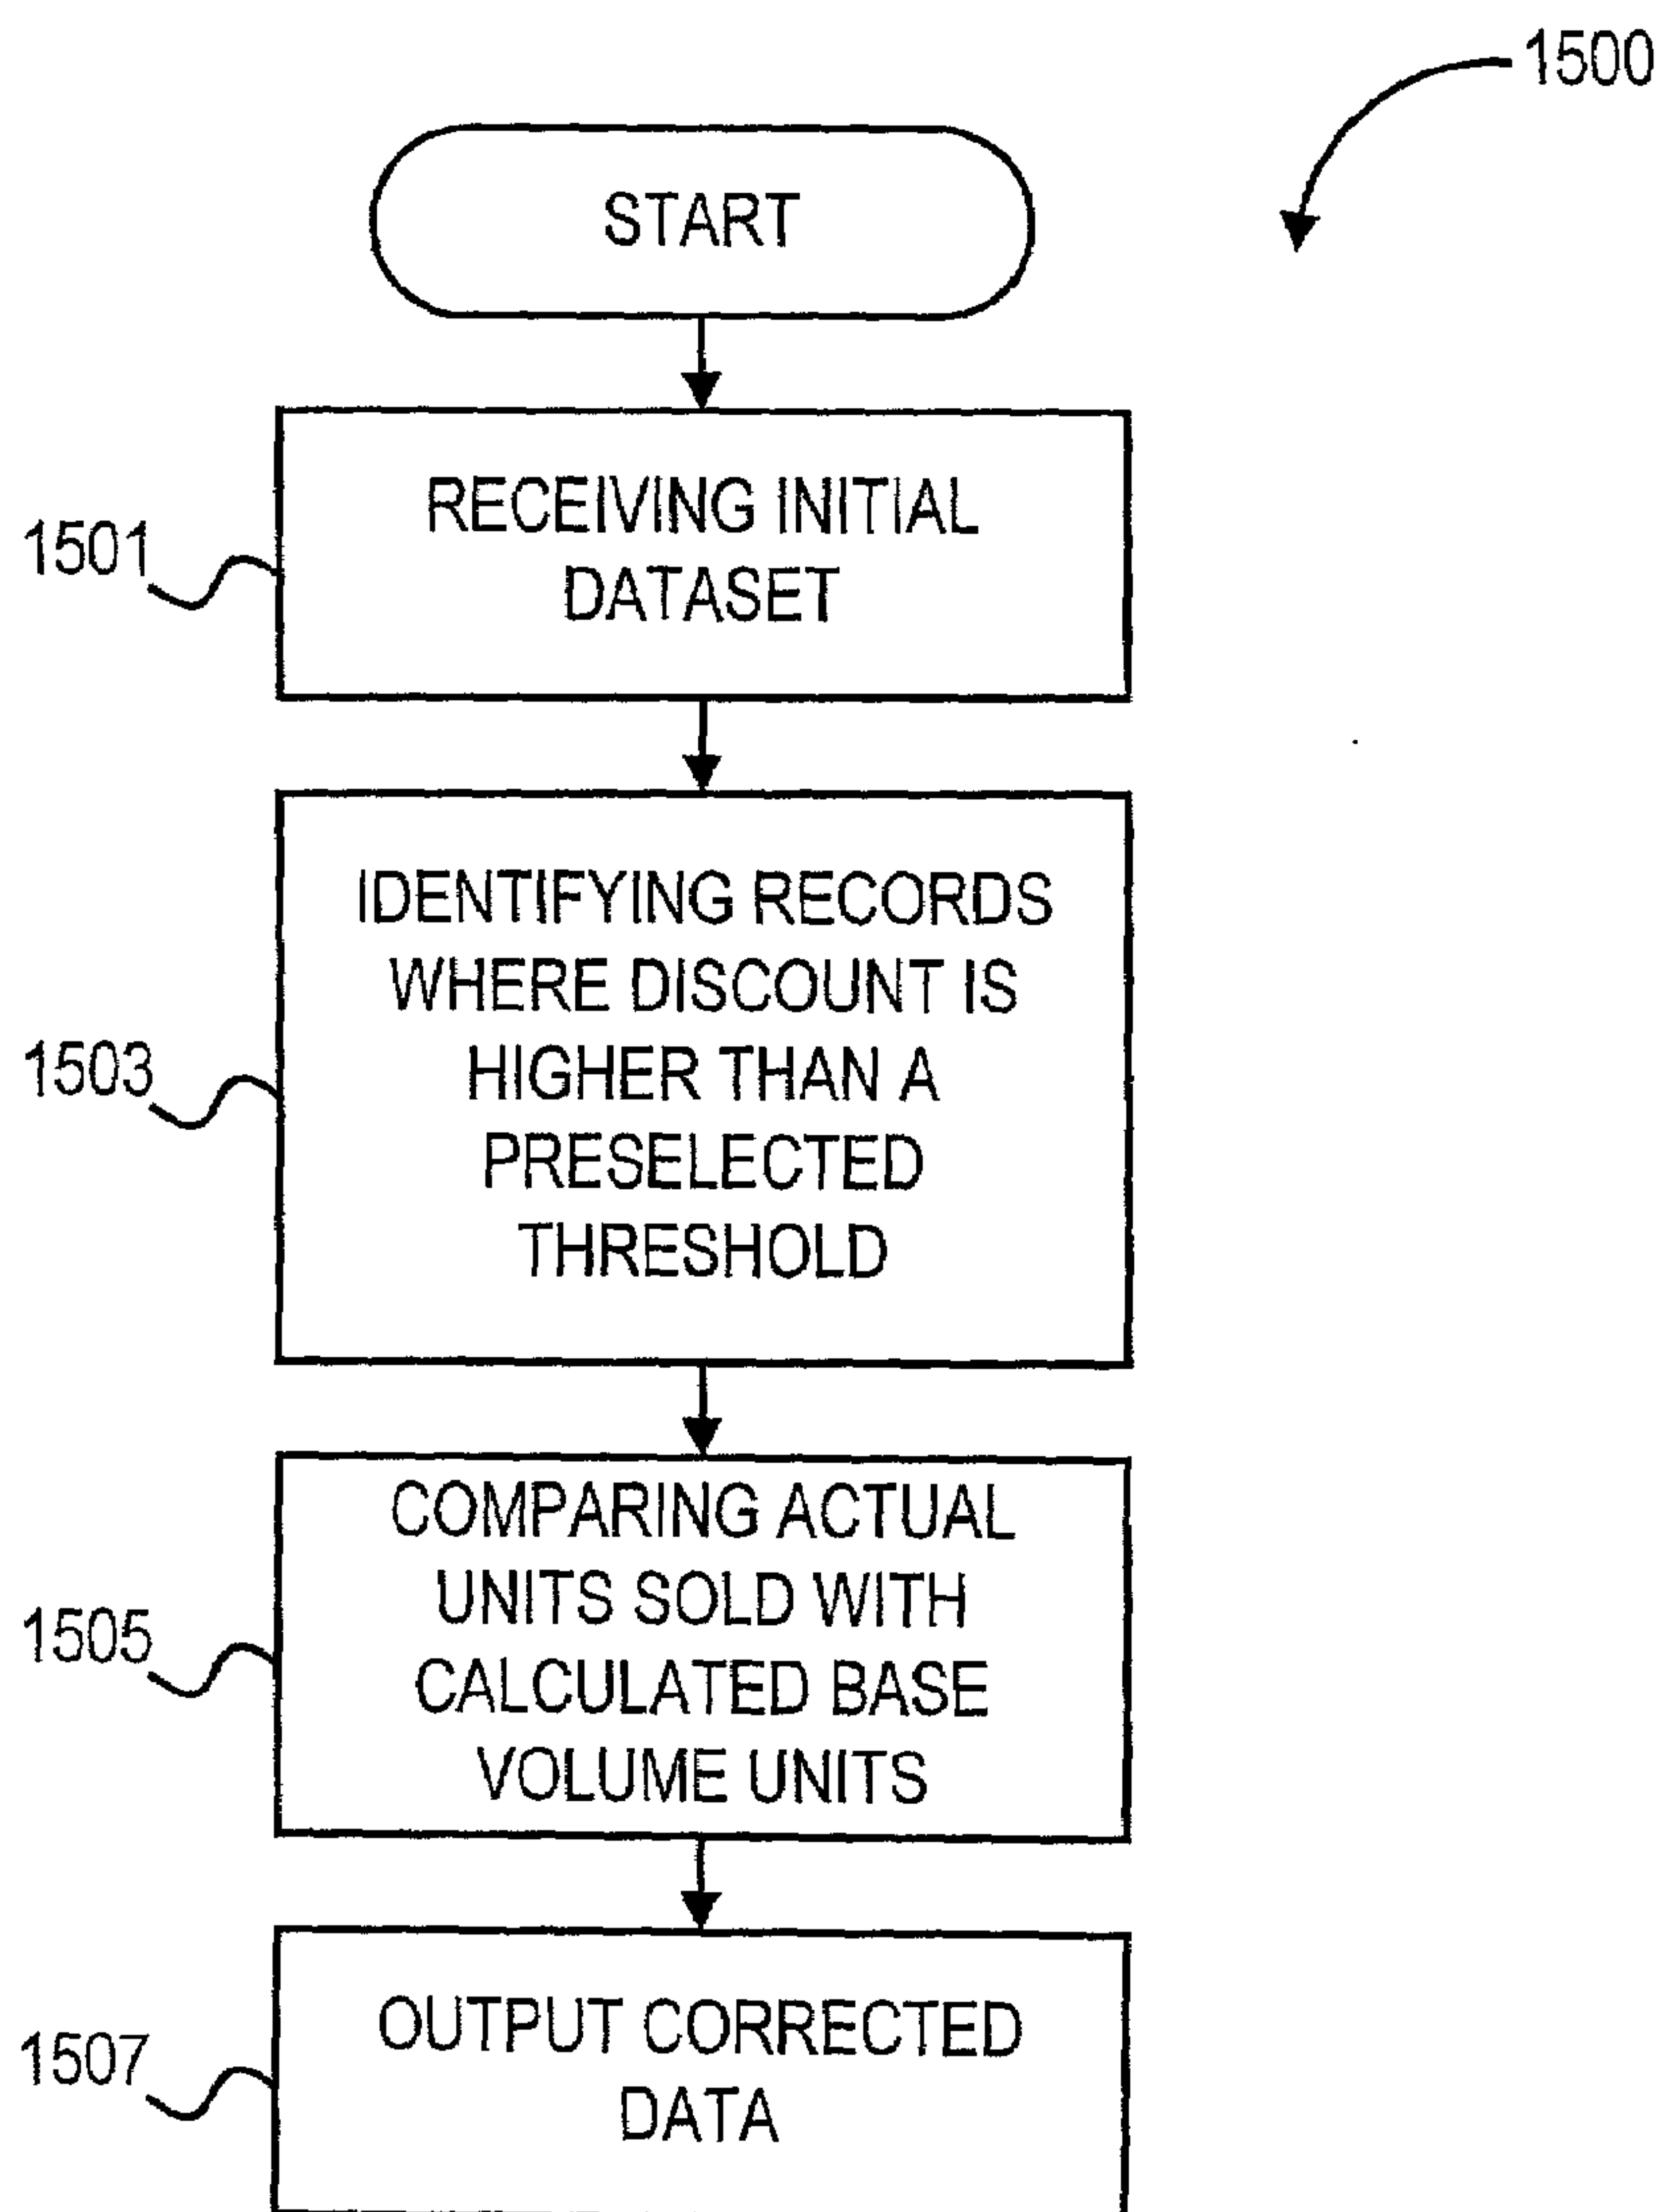 1500
START
1501
RECEIVING INITIAL
DATASET
1503
IDENTIFYING RECORDS
WHERE DISCOUNT IS
HIGHER THAN A
PRESELECTED
THRESHOLD
1505
COMPARING ACTUAL
UNITS SOLD WITH
CALCULATED BASE
VOLUME UNITS
1507
OUTPUT CORRECTED
DATA